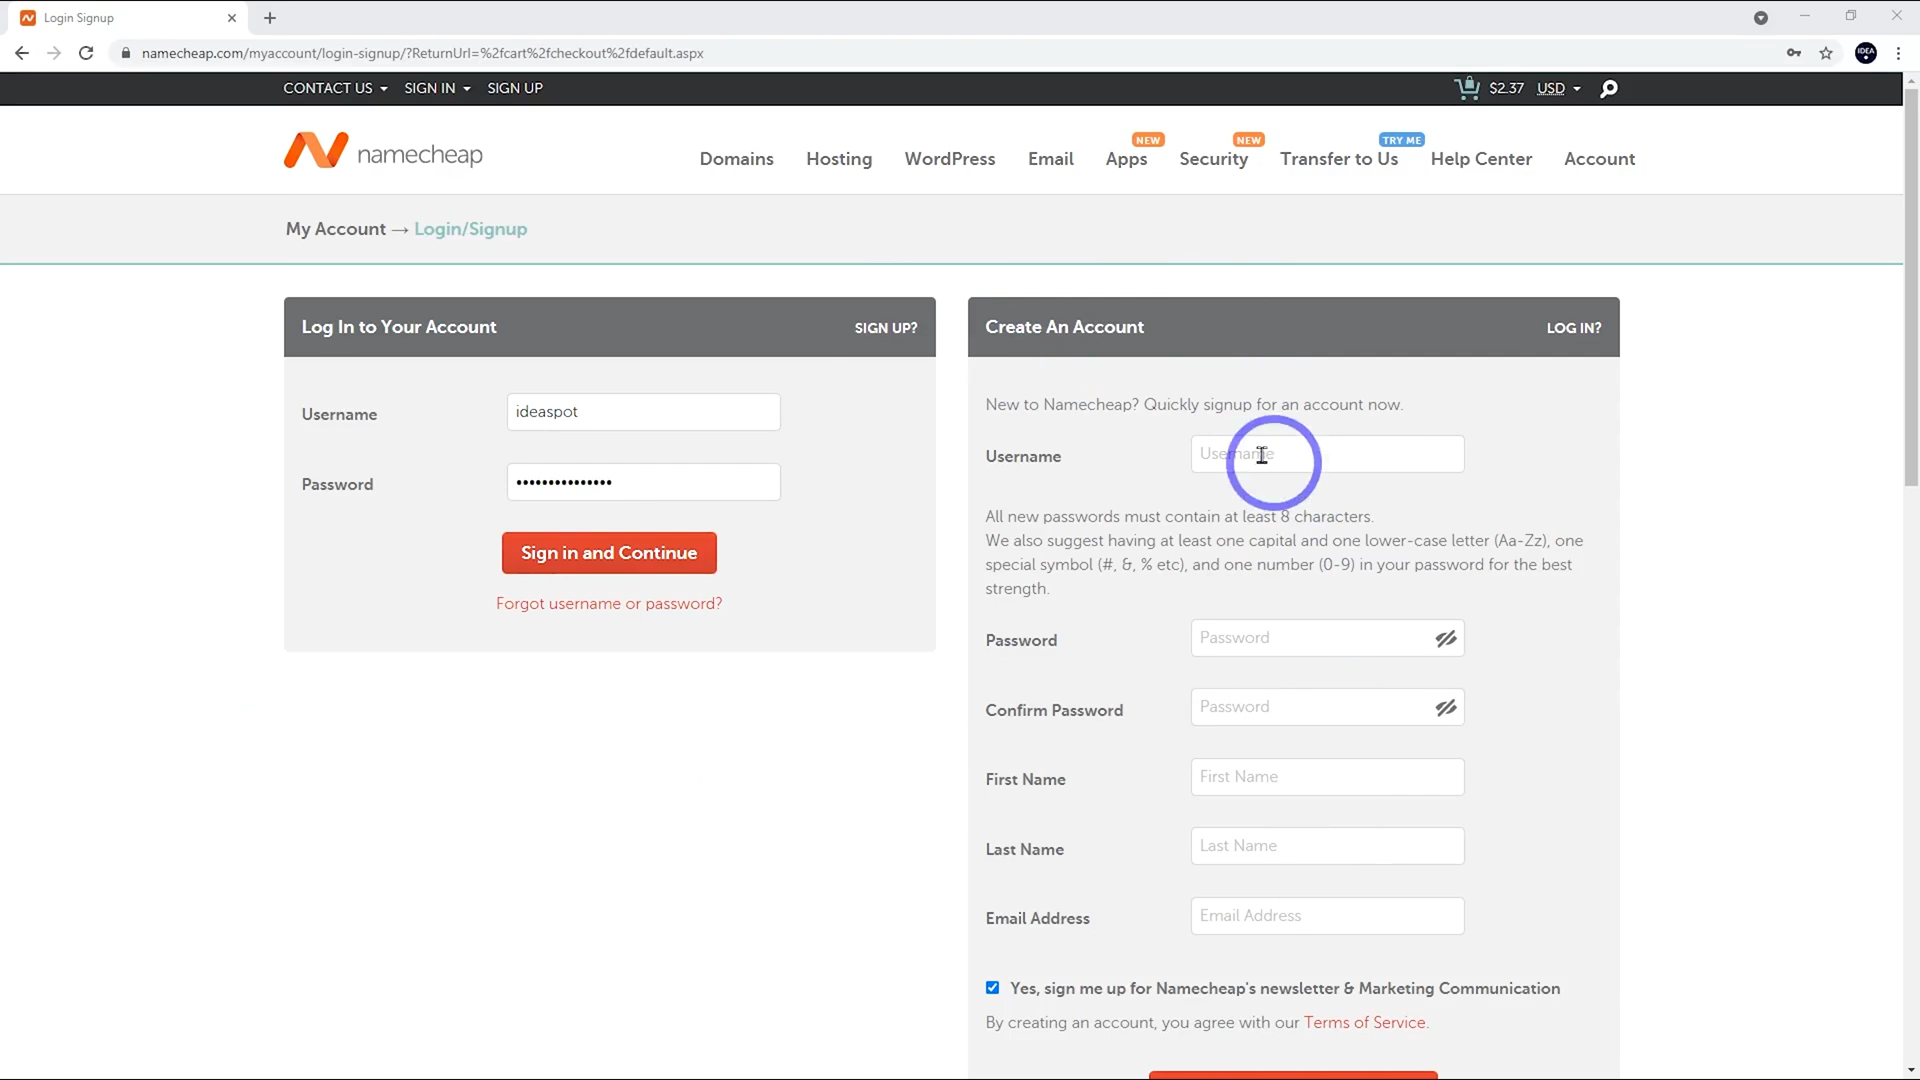 Login Signup
namecheap.com/myaccount/login-signup/?ReturnUrl=%2fcart%2fcheckout%2fdefault.aspx
IDEA
CONTACT US SIGN IN SIGN UP $2.37 USD
namecheap
NEW NEW TRY ME
Domains Hosting WordPress Email Apps Security Transfer to Us Help Center Account
My Account → Login/Signup
Log In to Your Account SIGN UP?
Username ideaspot
Password •••••••••••••••
Sign in and Continue
Forgot username or password?
Create An Account LOG IN?
New to Namecheap? Quickly signup for an account now.
Username Username
All new passwords must contain at least 8 characters.
We also suggest having at least one capital and one lower-case letter (Aa-Zz), one
special symbol (#, &, % etc), and one number (0-9) in your password for the best
strength.
Password Password
Confirm Password Password
First Name First Name
Last Name Last Name
Email Address Email Address
Yes, sign me up for Namecheap's newsletter & Marketing Communication
By creating an account, you agree with our Terms of Service.